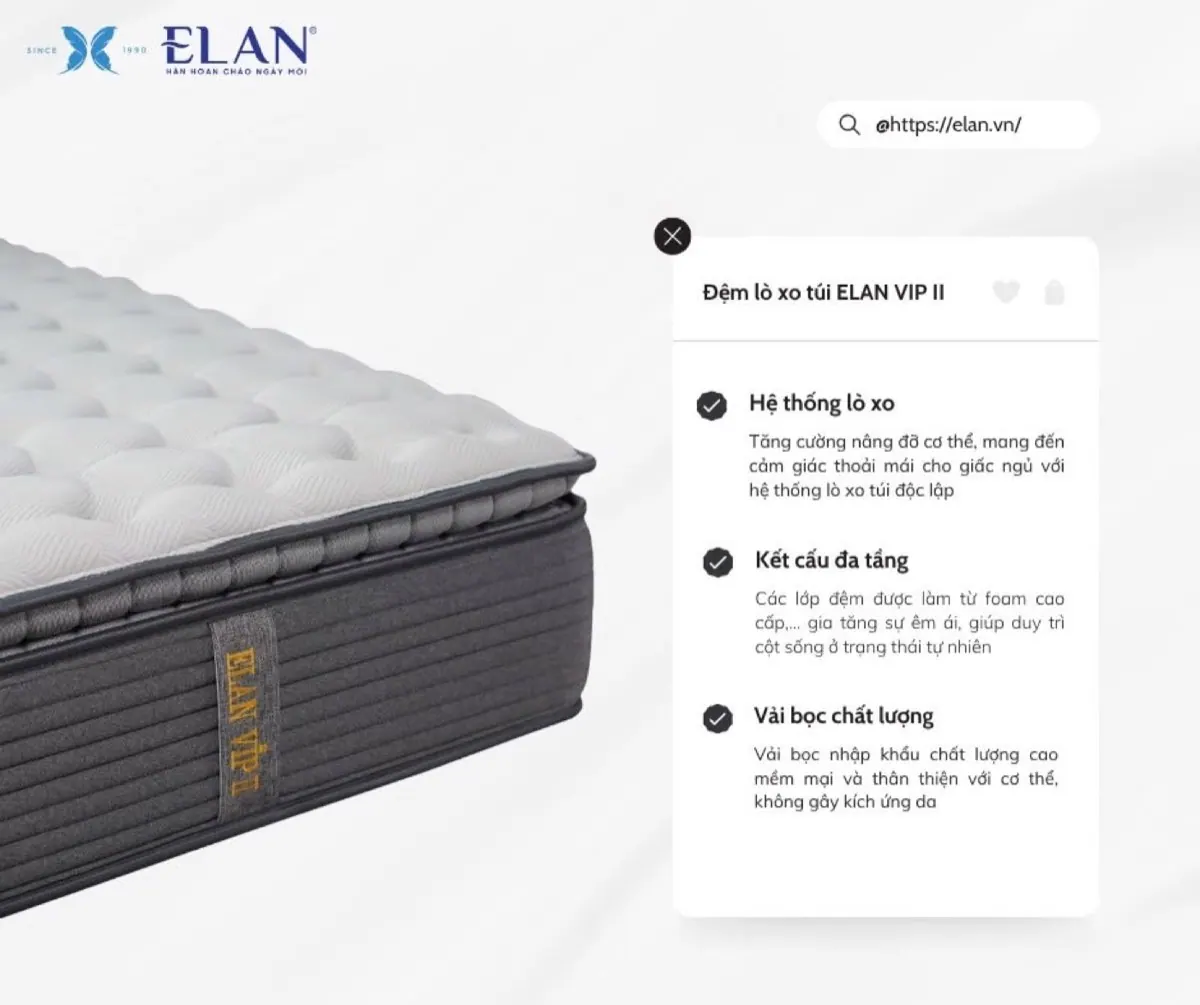 SINCE 1990 ELAN®
HÂN HOAN CHÀO NGÀY MỚI
@https://elan.vn/
Đệm lò xo túi ELAN VIP II
Hệ thống lò xo
Tăng cường nâng đỡ cơ thể, mang đến
cảm giác thoải mái cho giấc ngủ với
hệ thống lò xo túi độc lập
Kết cấu đa tầng
Các lớp đệm được làm từ foam cao
cấp,... gia tăng sự êm ái, giúp duy trì
cột sống ở trạng thái tự nhiên
Vải bọc chất lượng
Vải bọc nhập khẩu chất lượng cao
mềm mại và thân thiện với cơ thể,
không gây kích ứng da
ELAN VIP II